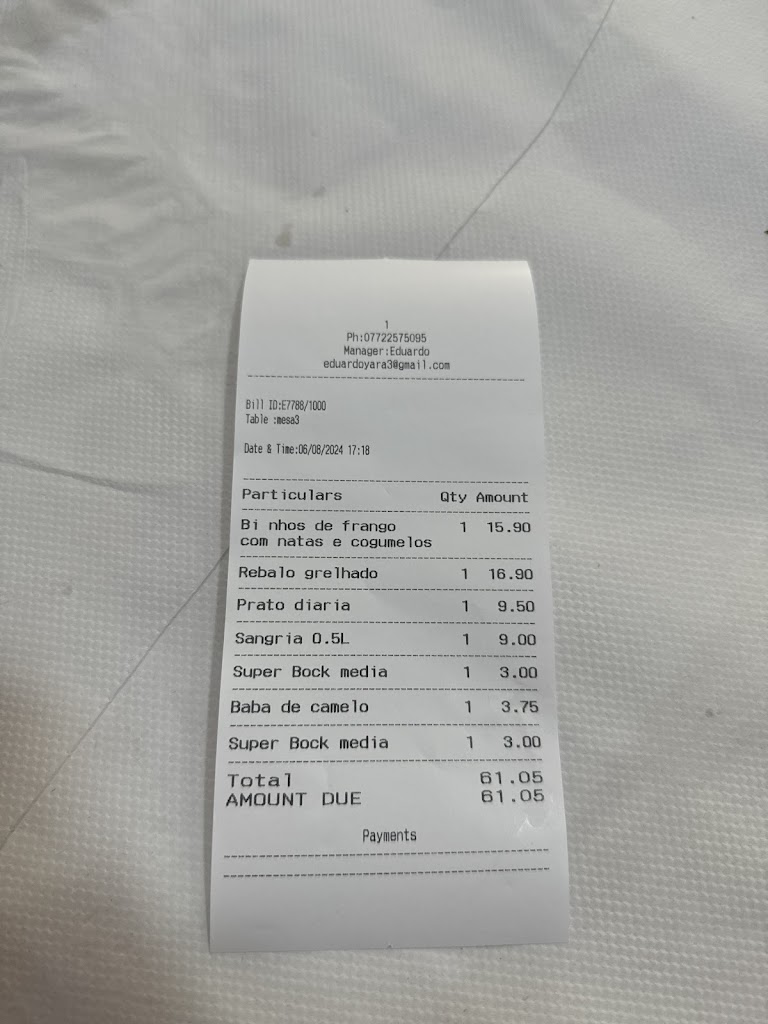 1
Ph:07722575095
Manager:Eduardo
eduardoyara3@gmail.com
Bill ID:E7788/1000
Table :mesa3
Date & Time:06/08/2024 17:18
Particulars Qty Amount
Bi nhos de frango 1 15.90
com natas e cogumelos
Rebalo grelhado 1 16.90
Prato diaria 1 9.50
Sangria 0.5L 1 9.00
Super Bock media 1 3.00
Baba de camelo 1 3.75
Super Bock media 1 3.00
Total 61.05
AMOUNT DUE 61.05
Payments